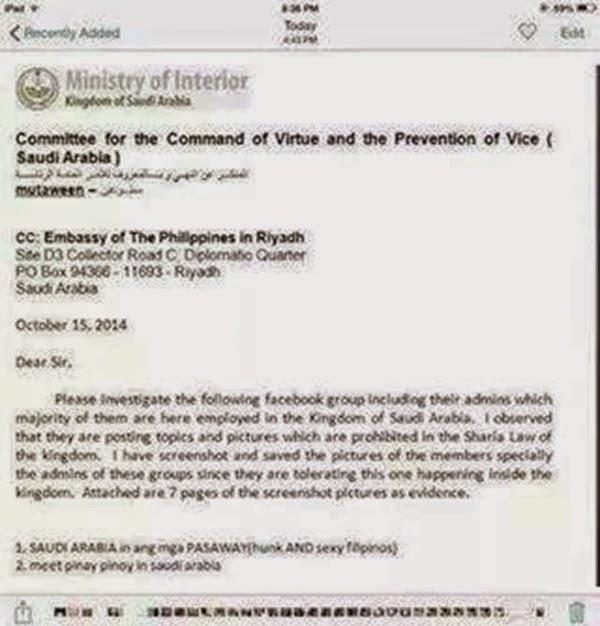 iPad
8:36 PM
59%
Recently Added
Today
4:43 PM
Edit
Ministry of Interior
Kingdom of Saudi Arabia
Committee for the Command of Virtue and the Prevention of Vice (
Saudi Arabia )
mutaween –
CC: Embassy of The Philippines in Riyadh
Site D3 Collector Road C, Diplomatic Quarter
PO Box 94366 - 11693 - Riyadh
Saudi Arabia
October 15, 2014
Dear Sir,
Please investigate the following facebook group including their admins which
majority of them are here employed in the Kingdom of Saudi Arabia. I observed
that they are posting topics and pictures which are prohibited in the Sharia Law of
the kingdom. I have screenshot and saved the pictures of the members specially
the admins of these groups since they are tolerating this one happening inside the
kingdom. Attached are 7 pages of the screenshot pictures as evidence.
1. SAUDI ARABIA in ang mga PASAWAY(hunk AND sexy filipinos)
2. meet pinay pinoy in saudi arabia